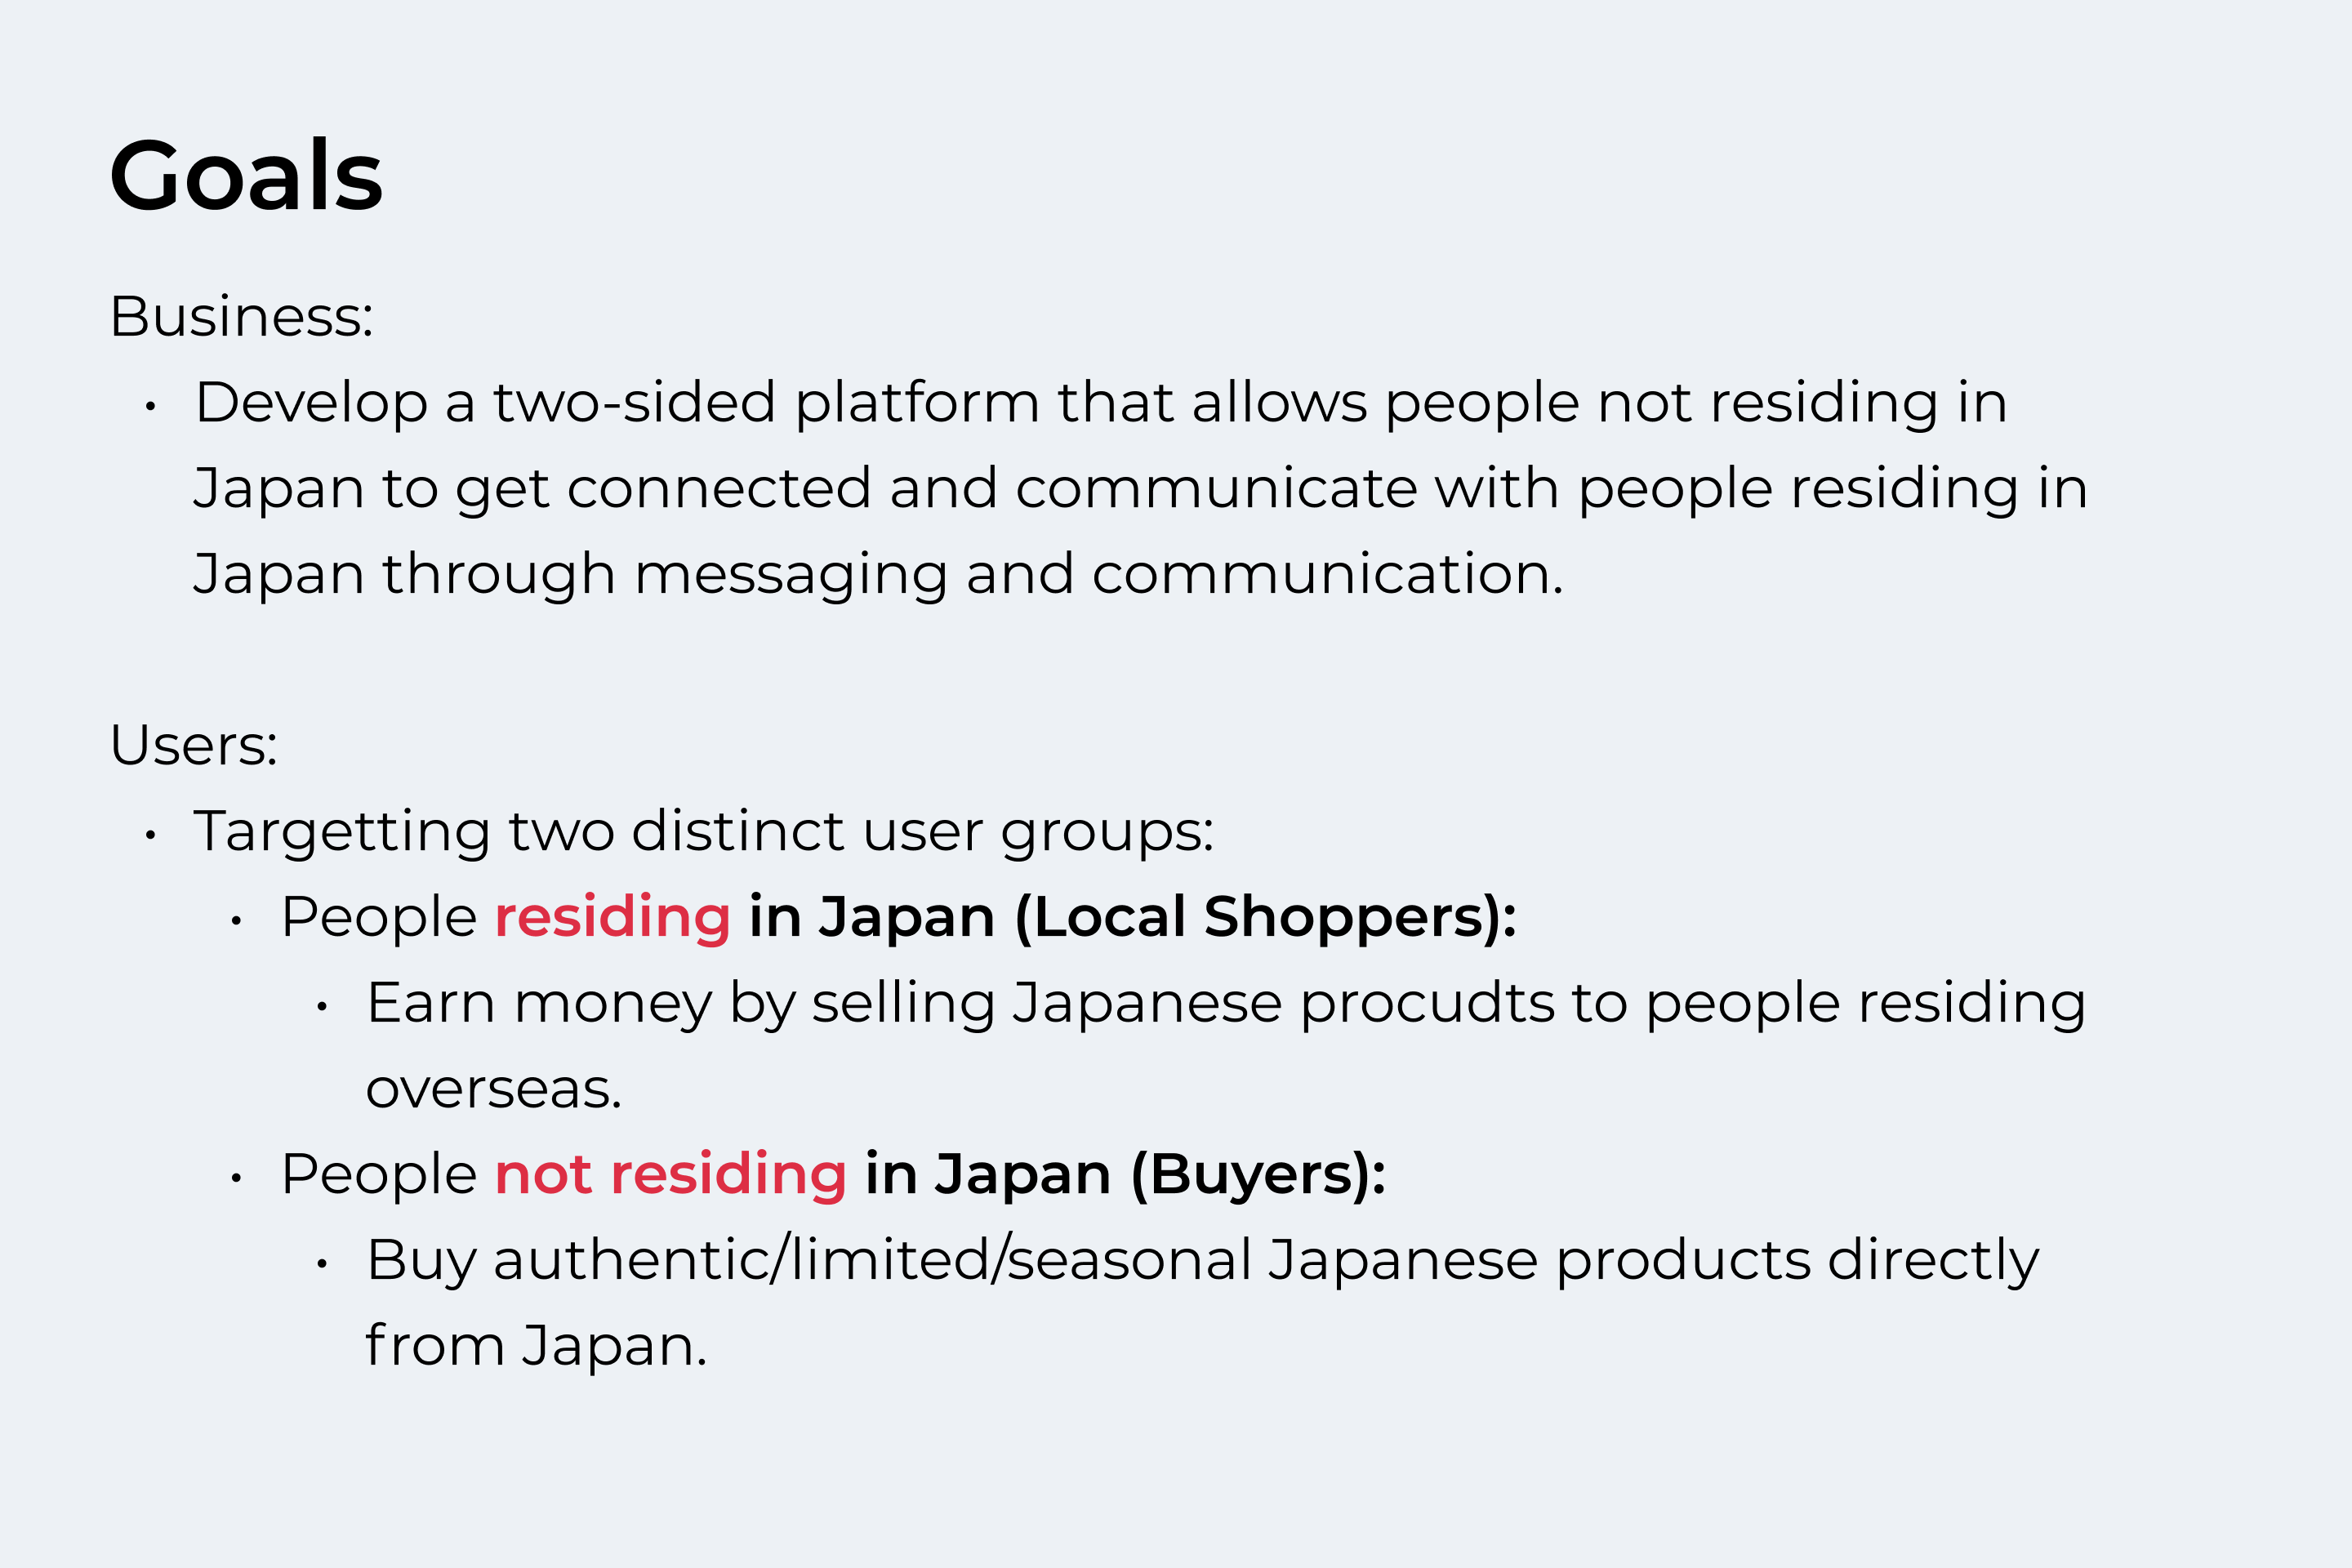 Goals
Business:
• Develop a two-sided platform that allows people not residing in
Japan to get connected and communicate with people residing in
Japan through messaging and communication.
Users:
• Targetting two distinct user groups:
• People residing in Japan (Local Shoppers):
• Earn money by selling Japanese procudts to people residing
overseas.
• People not residing in Japan (Buyers):
• Buy authentic/limited/seasonal Japanese products directly
from Japan.